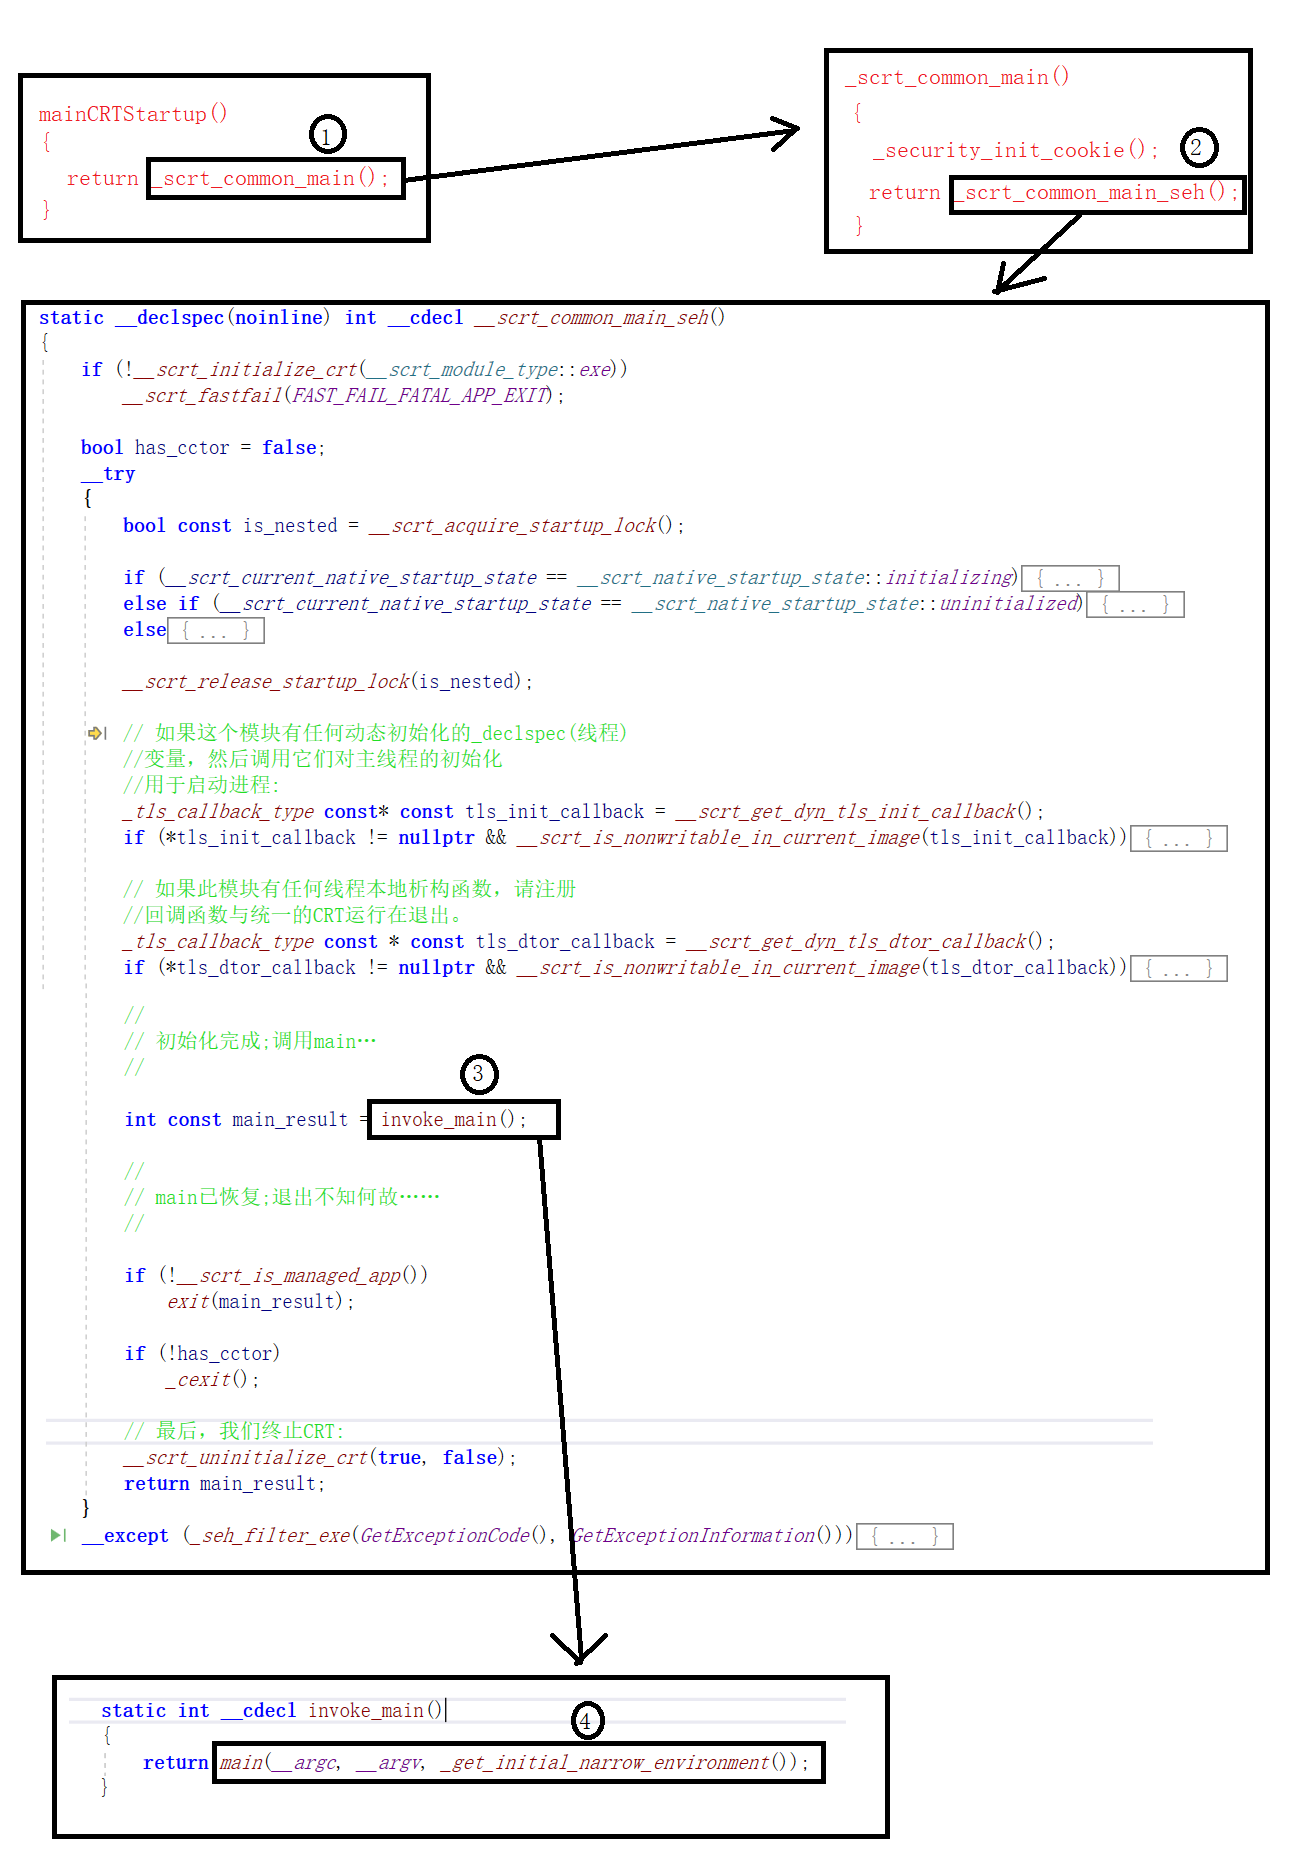 mainCRTStartup()
{
①
return _scrt_common_main();
}
_scrt_common_main()
{
_security_init_cookie();
②
return _scrt_common_main_seh();
}
static __declspec(noinline) int __cdecl __scrt_common_main_seh()
{
if (!__scrt_initialize_crt(__scrt_module_type::exe))
__scrt_fastfail(FAST_FAIL_FATAL_APP_EXIT);
bool has_cctor = false;
__try
{
bool const is_nested = __scrt_acquire_startup_lock();
if (__scrt_current_native_startup_state == __scrt_native_startup_state::initializing){ ... }
else if (__scrt_current_native_startup_state == __scrt_native_startup_state::uninitialized){ ... }
else{ ... }
__scrt_release_startup_lock(is_nested);
// 如果这个模块有任何动态初始化的_declspec(线程)
//变量，然后调用它们对主线程的初始化
//用于启动进程:
_tls_callback_type const* const tls_init_callback = __scrt_get_dyn_tls_init_callback();
if (*tls_init_callback != nullptr && __scrt_is_nonwritable_in_current_image(tls_init_callback)){ ... }
// 如果此模块有任何线程本地析构函数，请注册
//回调函数与统一的CRT运行在退出。
_tls_callback_type const * const tls_dtor_callback = __scrt_get_dyn_tls_dtor_callback();
if (*tls_dtor_callback != nullptr && __scrt_is_nonwritable_in_current_image(tls_dtor_callback)){ ... }
//
// 初始化完成;调用main…
//
③
int const main_result = invoke_main();
//
// main已恢复;退出不知何故……
//
if (!__scrt_is_managed_app())
exit(main_result);
if (!has_cctor)
_cexit();
// 最后，我们终止CRT:
__scrt_uninitialize_crt(true, false);
return main_result;
}
__except (_seh_filter_exe(GetExceptionCode(), GetExceptionInformation())){ ... }
static int __cdecl invoke_main()
④
{
return main(__argc, __argv, _get_initial_narrow_environment());
}